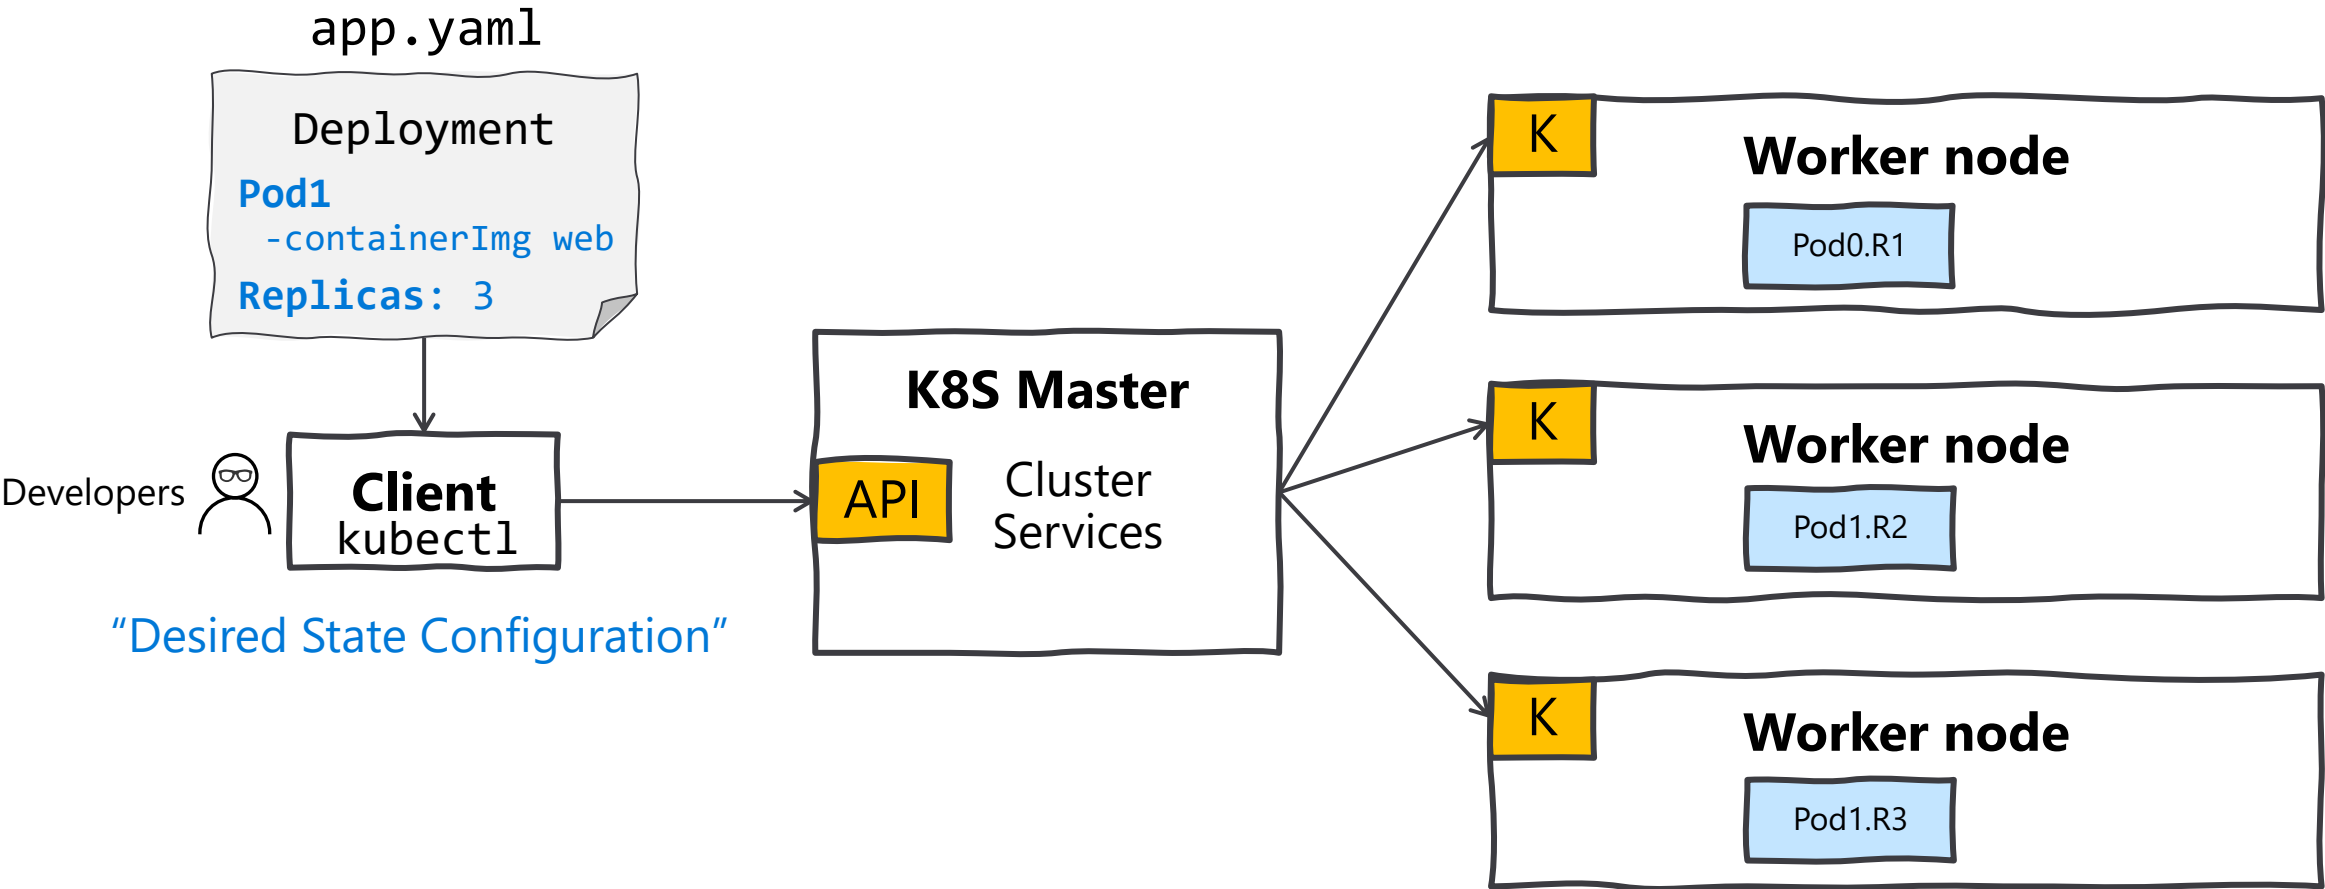 app.yaml
Deployment
Pod1
-containerImg web
Replicas: 3
Developers
Client
kubectl
“Desired State Configuration”
K8S Master
API
Cluster
Services
K
Worker node
Pod0.R1
K
Worker node
Pod1.R2
K
Worker node
Pod1.R3